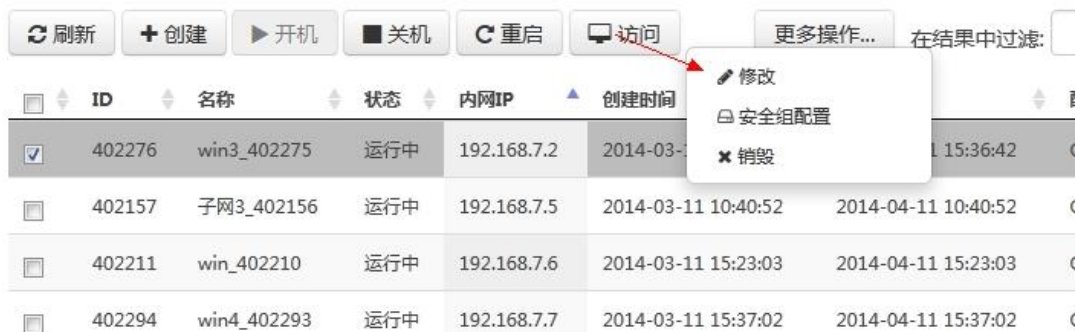 刷新 创建 开机 关机 重启 访问 更多操作... 在结果中过滤:
修改
ID 名称 状态 内网IP 创建时间
安全组配置
402276 win3_402275 运行中 192.168.7.2 2014-03- 15:36:42
销毁
402157 子网3_402156 运行中 192.168.7.5 2014-03-11 10:40:52 2014-04-11 10:40:52
402211 win_402210 运行中 192.168.7.6 2014-03-11 15:23:03 2014-04-11 15:23:03
402294 win4_402293 运行中 192.168.7.7 2014-03-11 15:37:02 2014-04-11 15:37:02